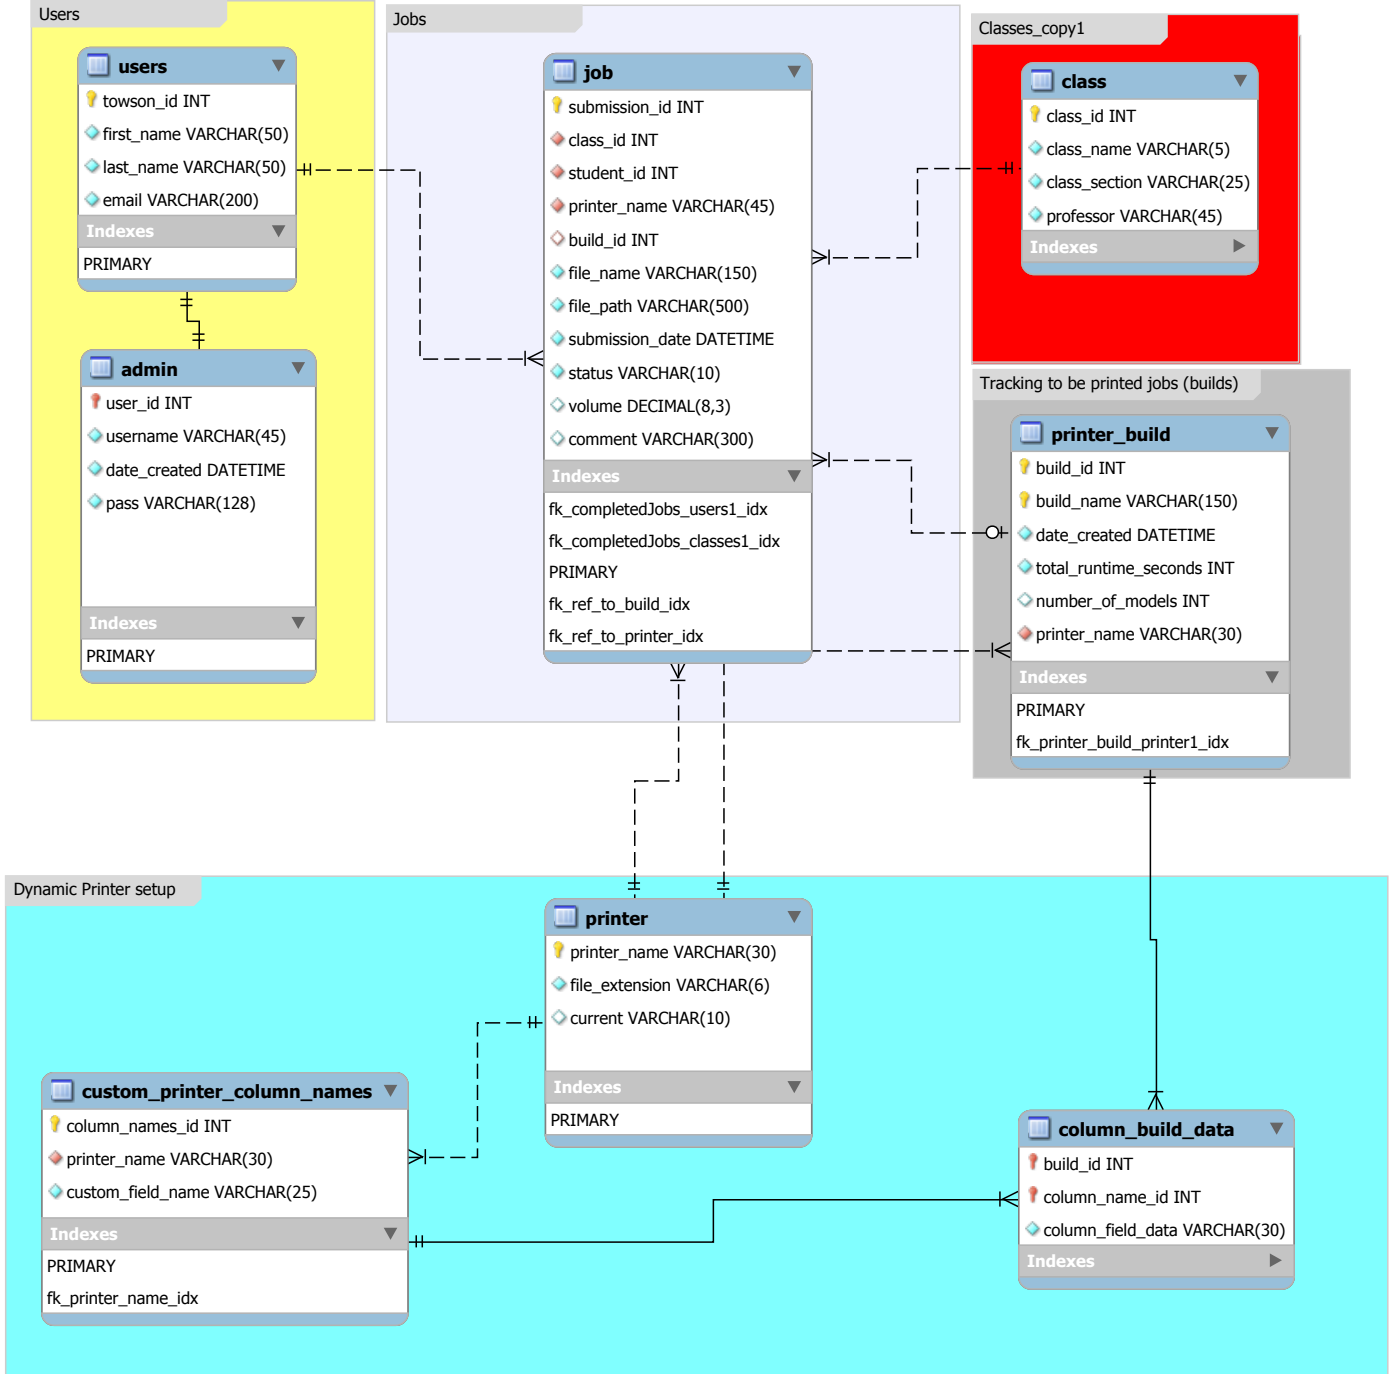 Users
users
towson_id INT
first_name VARCHAR(50)
last_name VARCHAR(50)
email VARCHAR(200)
Indexes
PRIMARY
admin
user_id INT
username VARCHAR(45)
date_created DATETIME
pass VARCHAR(128)
Indexes
PRIMARY
Jobs
job
submission_id INT
class_id INT
student_id INT
printer_name VARCHAR(45)
build_id INT
file_name VARCHAR(150)
file_path VARCHAR(500)
submission_date DATETIME
status VARCHAR(10)
volume DECIMAL(8,3)
comment VARCHAR(300)
Indexes
fk_completedJobs_users1_idx
fk_completedJobs_classes1_idx
PRIMARY
fk_ref_to_build_idx
fk_ref_to_printer_idx
Classes_copy1
class
class_id INT
class_name VARCHAR(5)
class_section VARCHAR(25)
professor VARCHAR(45)
Indexes
Tracking to be printed jobs (builds)
printer_build
build_id INT
build_name VARCHAR(150)
date_created DATETIME
total_runtime_seconds INT
number_of_models INT
printer_name VARCHAR(30)
Indexes
PRIMARY
fk_printer_build_printer1_idx
Dynamic Printer setup
printer
printer_name VARCHAR(30)
file_extension VARCHAR(6)
current VARCHAR(10)
Indexes
PRIMARY
custom_printer_column_names
column_names_id INT
printer_name VARCHAR(30)
custom_field_name VARCHAR(25)
Indexes
PRIMARY
fk_printer_name_idx
column_build_data
build_id INT
column_name_id INT
column_field_data VARCHAR(30)
Indexes